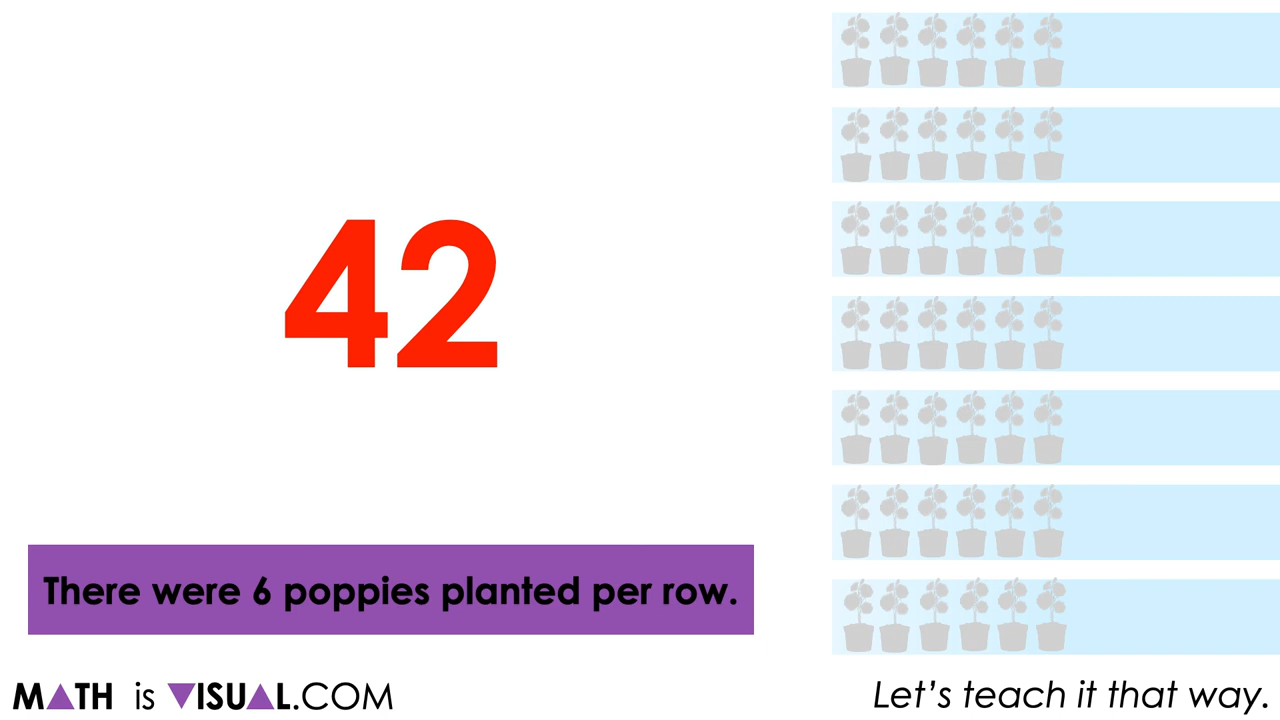 42
There were 6 poppies planted per row.
MATH is VISUAL.COM
Let's teach it that way.